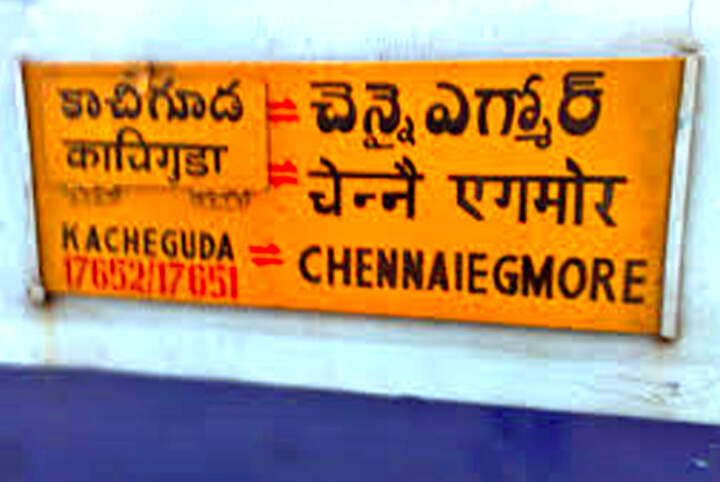 కాచిగూడ ⇌ చెన్నై ఎగ్మోర్
काचिगुडा ⇌ चेन्नै एगमोर
KACHEGUDA ⇌ CHENNAIEGMORE
17652/17651